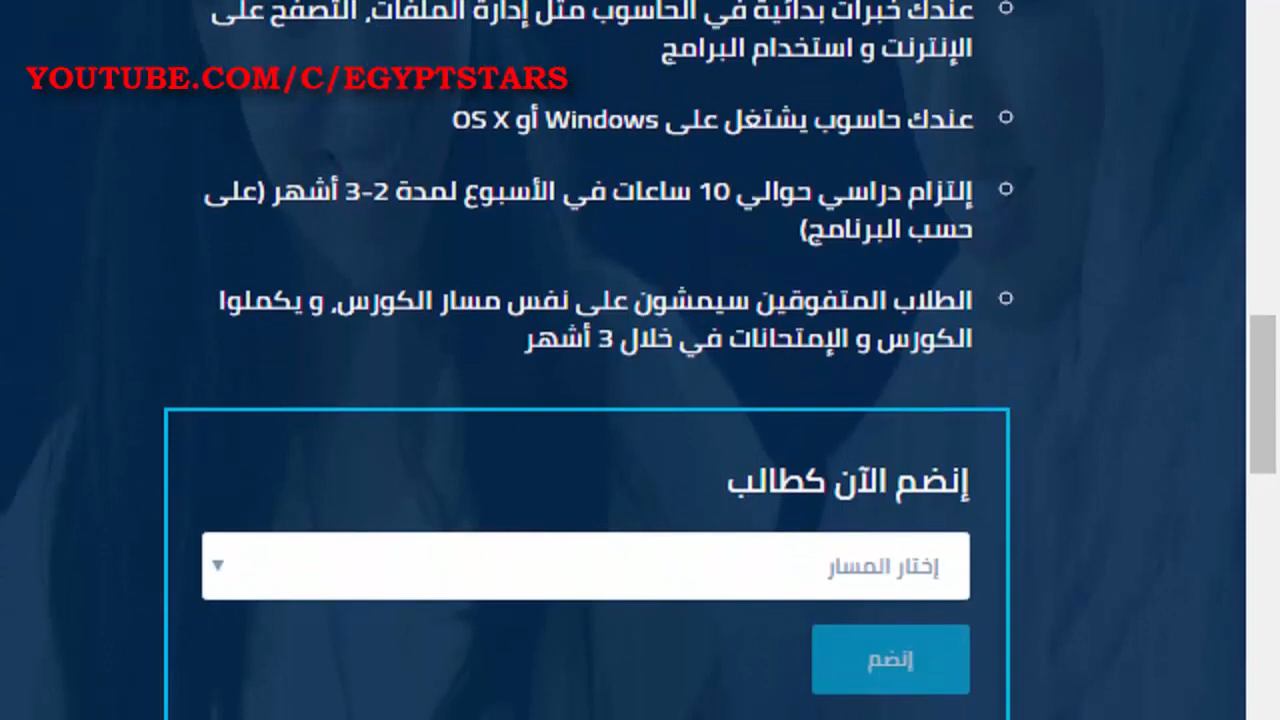 عندك خبرات بدائية في الحاسوب مثل إدارة الملفات, التصفح على
الإنترنت و استخدام البرامج
YOUTUBE.COM/C/EGYPTSTARS
عندك حاسوب يشتغل على Windows أو OS X
إلتزام دراسي حوالي 10 ساعات في الأسبوع لمدة 2-3 أشهر (على
حسب البرنامج)
الطلاب المتفوقين سيمشون على نفس مسار الكورس, و يكملوا
الكورس و الإمتحانات في خلال 3 أشهر
إنضم الآن كطالب
إختار المسار
إنضم